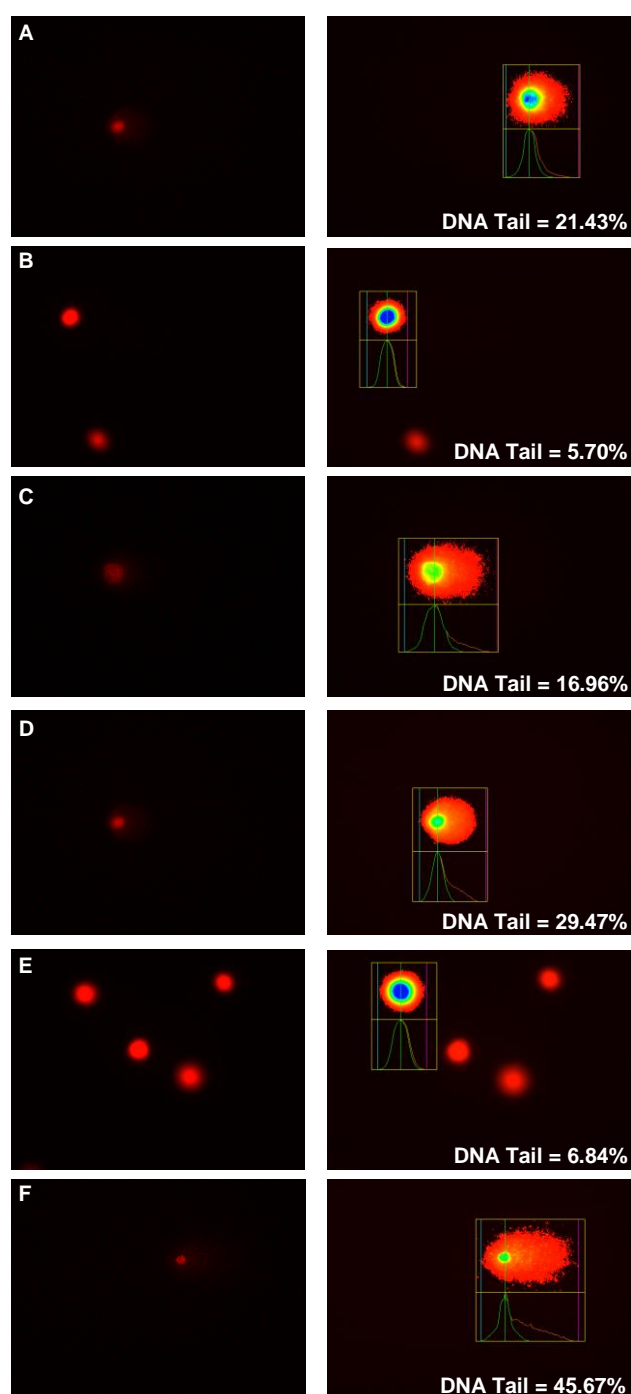 A
DNA Tail = 21.43%
B
DNA Tail = 5.70%
C
DNA Tail = 16.96%
D
DNA Tail = 29.47%
E
DNA Tail = 6.84%
F
DNA Tail = 45.67%